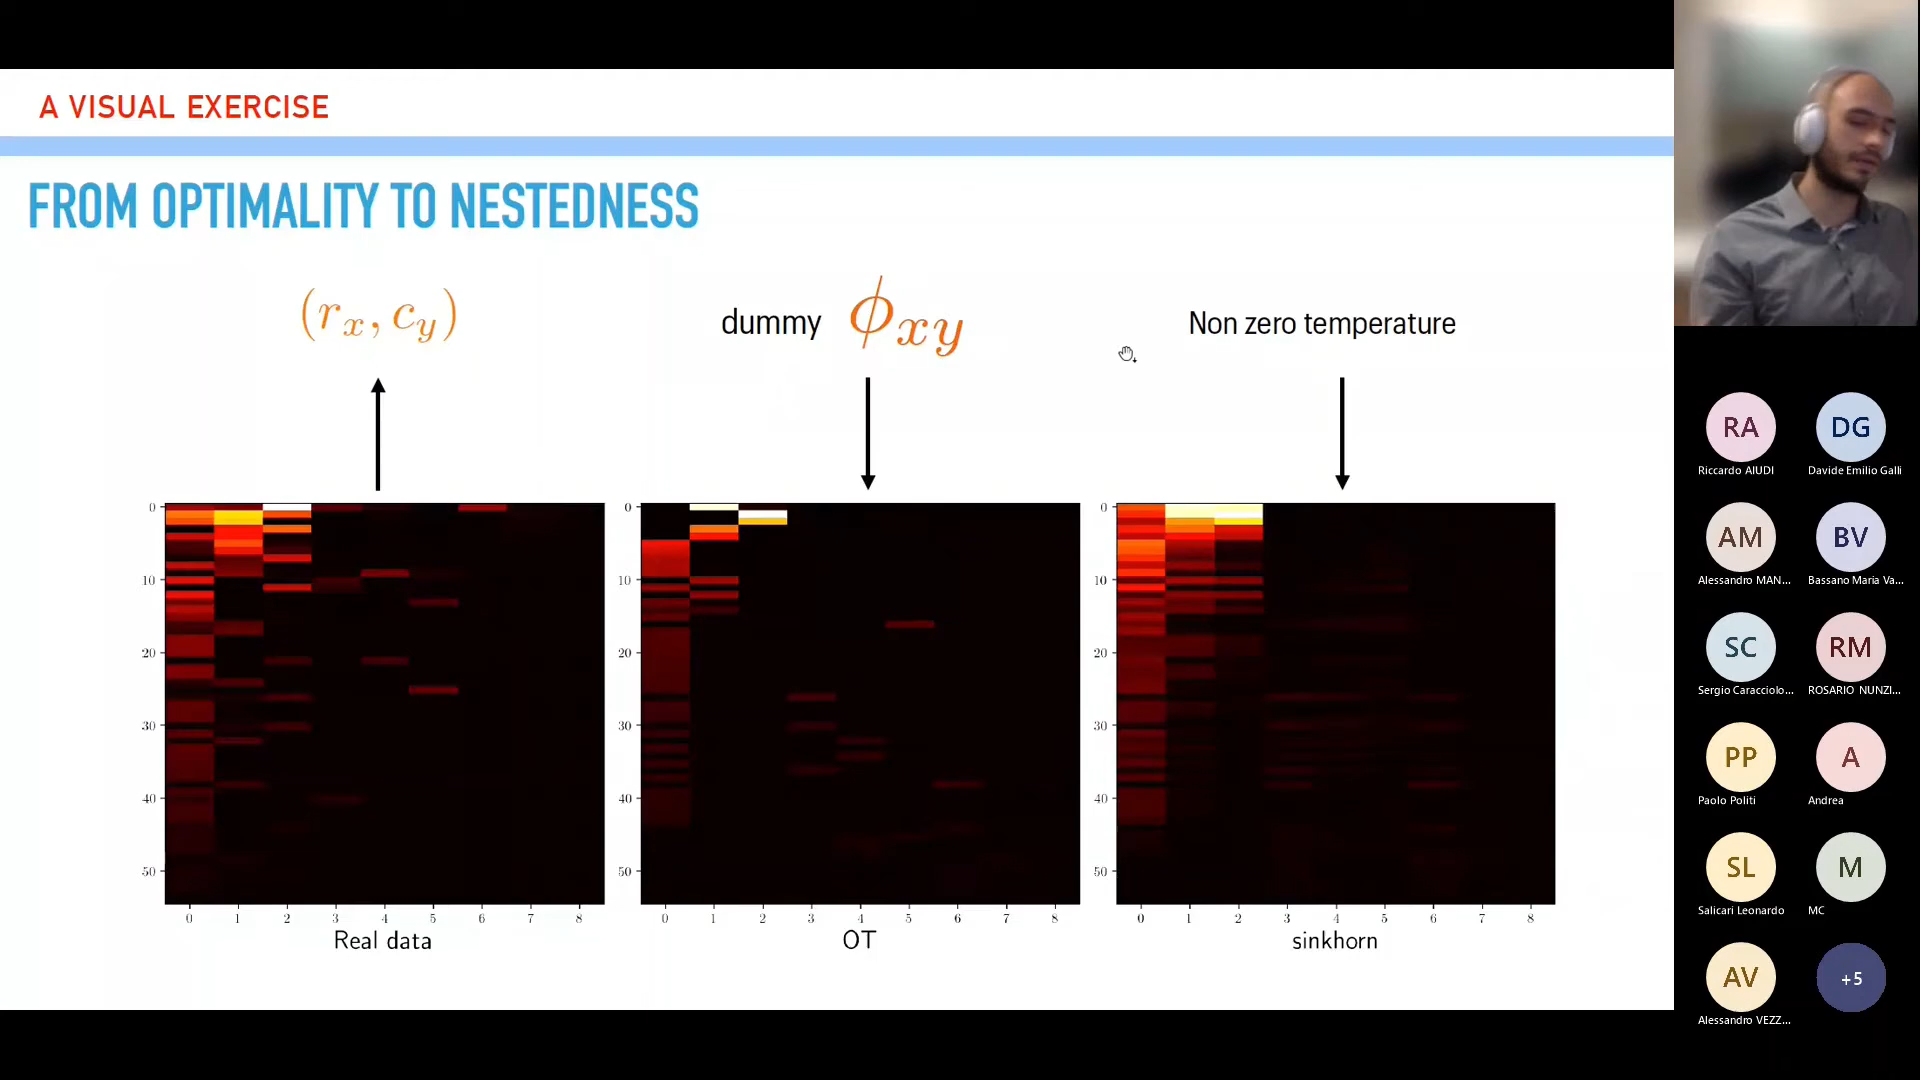 A VISUAL EXERCISE
FROM OPTIMALITY TO NESTEDNESS
(r_x, c_y)
dummy ϕ_xy
Non zero temperature
0
10
20
30
40
50
0 1 2 3 4 5 6 7 8
Real data
0
10
20
30
40
50
0 1 2 3 4 5 6 7 8
OT
0
10
20
30
40
50
0 1 2 3 4 5 6 7 8
sinkhorn
RA DG
Riccardo AIUDI Davide Emilio Galli
AM BV
Alessandro MAN... Bassano Maria Va...
SC RM
Sergio Caracciolo... ROSARIO NUNZI...
PP A
Paolo Politi Andrea
SL M
Salicari Leonardo MC
AV +5
Alessandro VEZZ...